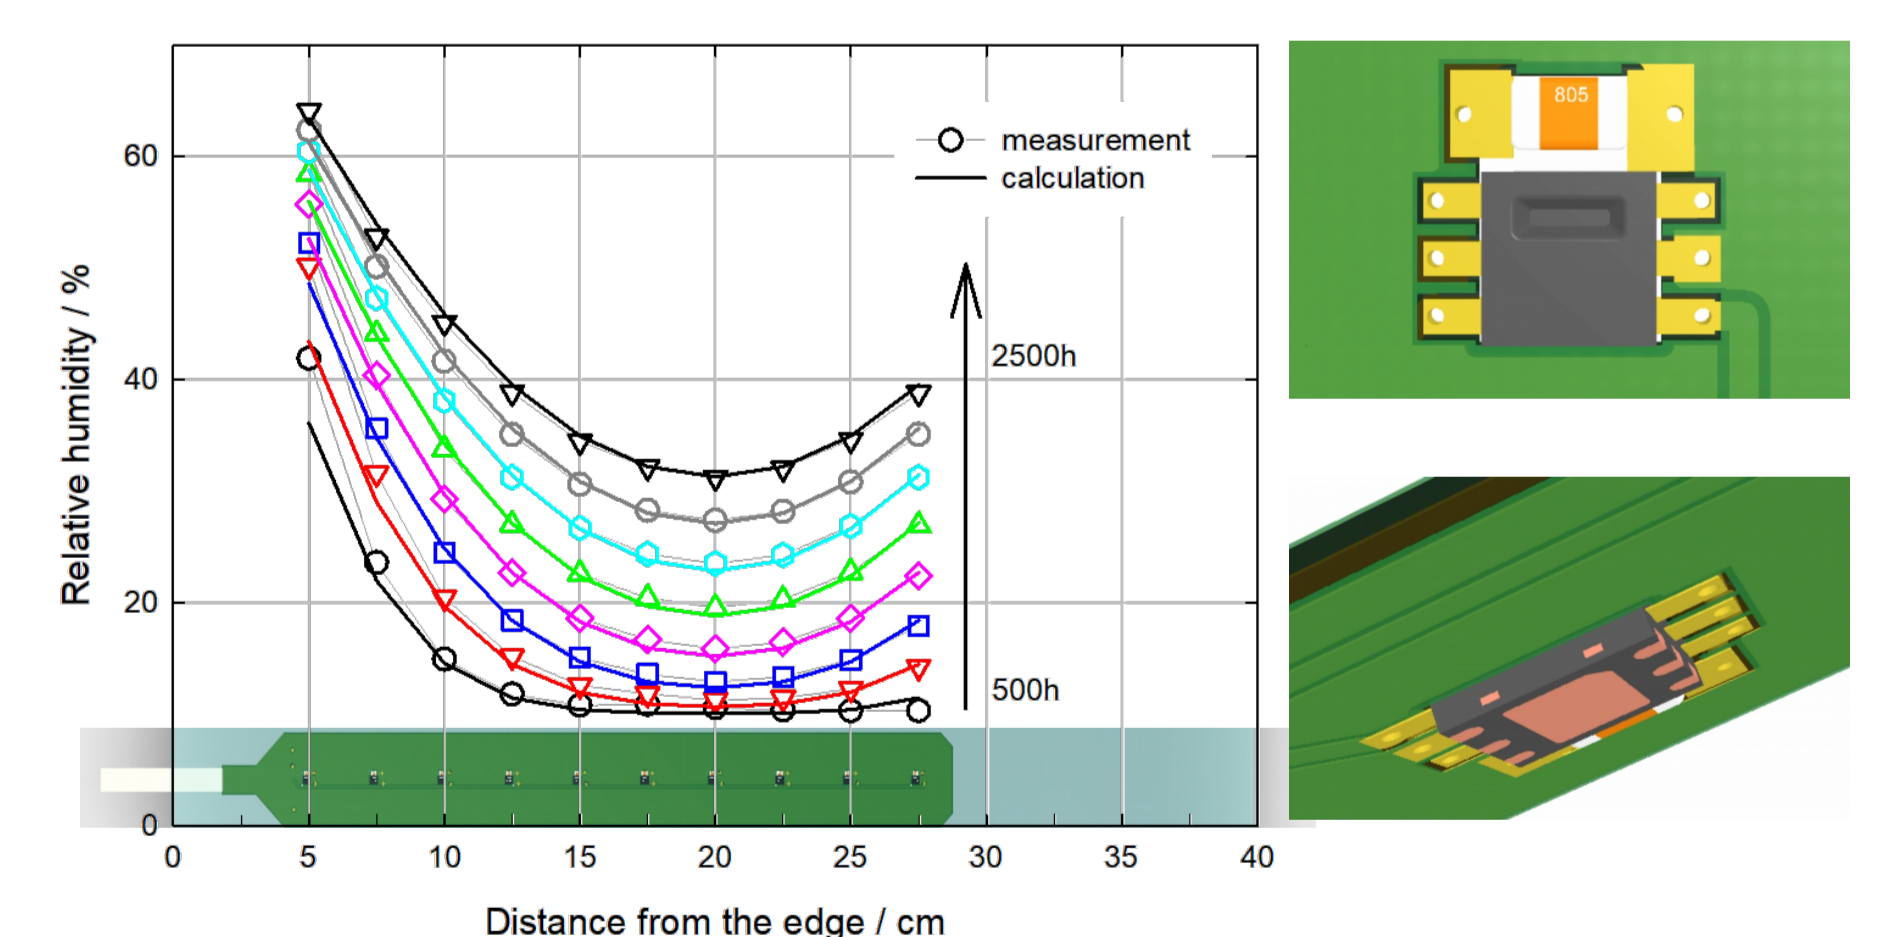 Relative humidity / %
60
40
20
0
measurement
calculation
2500h
500h
0 5 10 15 20 25 30 35 40
Distance from the edge / cm
805